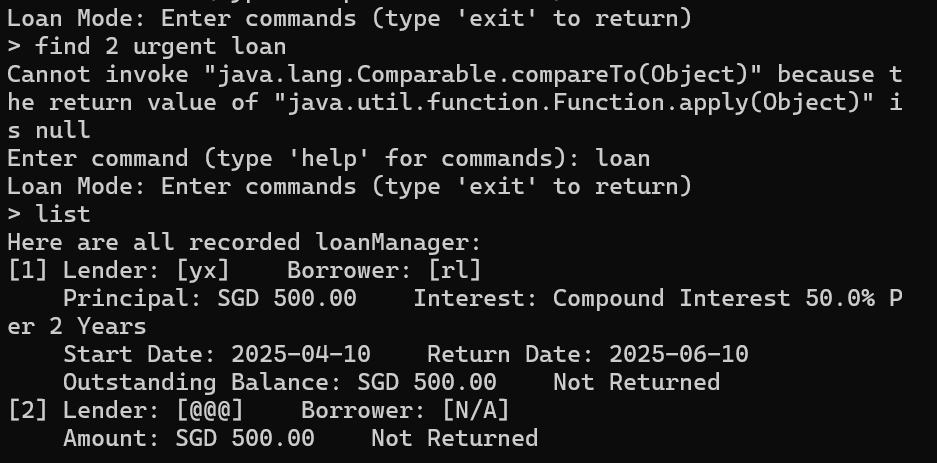 Loan Mode: Enter commands (type 'exit' to return)
> find 2 urgent loan
Cannot invoke "java.lang.Comparable.compareTo(Object)" because t
he return value of "java.util.function.Function.apply(Object)" i
s null
Enter command (type 'help' for commands): loan
Loan Mode: Enter commands (type 'exit' to return)
> list
Here are all recorded loanManager:
[1] Lender: [yx]    Borrower: [rl]
    Principal: SGD 500.00    Interest: Compound Interest 50.0% P
er 2 Years
    Start Date: 2025-04-10    Return Date: 2025-06-10
    Outstanding Balance: SGD 500.00    Not Returned
[2] Lender: [@@@]    Borrower: [N/A]
    Amount: SGD 500.00    Not Returned